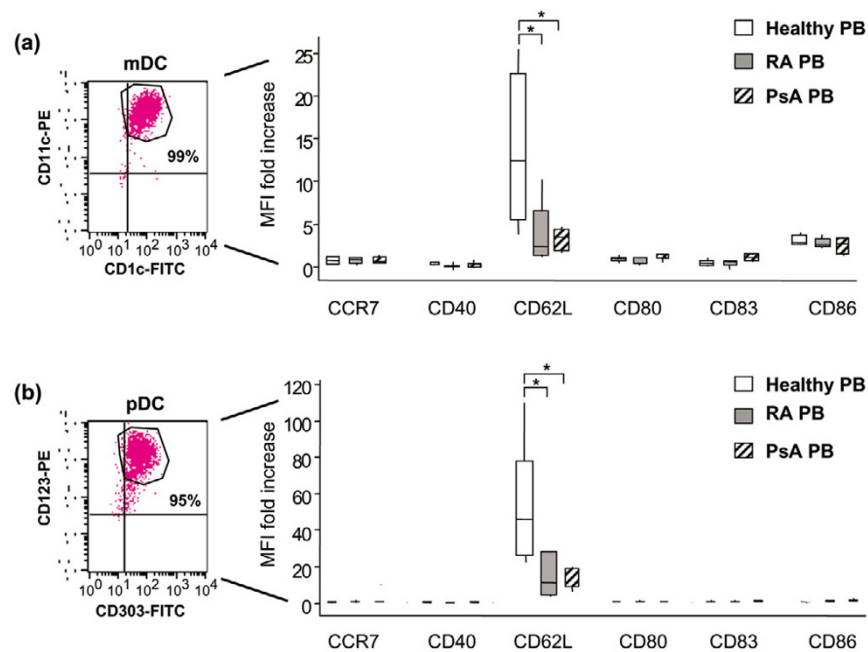 (a)
mDC
CD11c-PE
99%
10^0 10^1 10^2 10^3 10^4
CD1c-FITC
MFI fold increase
25
20
15
10
5
0
* *
Healthy PB
RA PB
PsA PB
CCR7 CD40 CD62L CD80 CD83 CD86
(b)
pDC
CD123-PE
95%
10^0 10^1 10^2 10^3 10^4
CD303-FITC
MFI fold increase
120
100
80
60
40
20
0
* *
Healthy PB
RA PB
PsA PB
CCR7 CD40 CD62L CD80 CD83 CD86